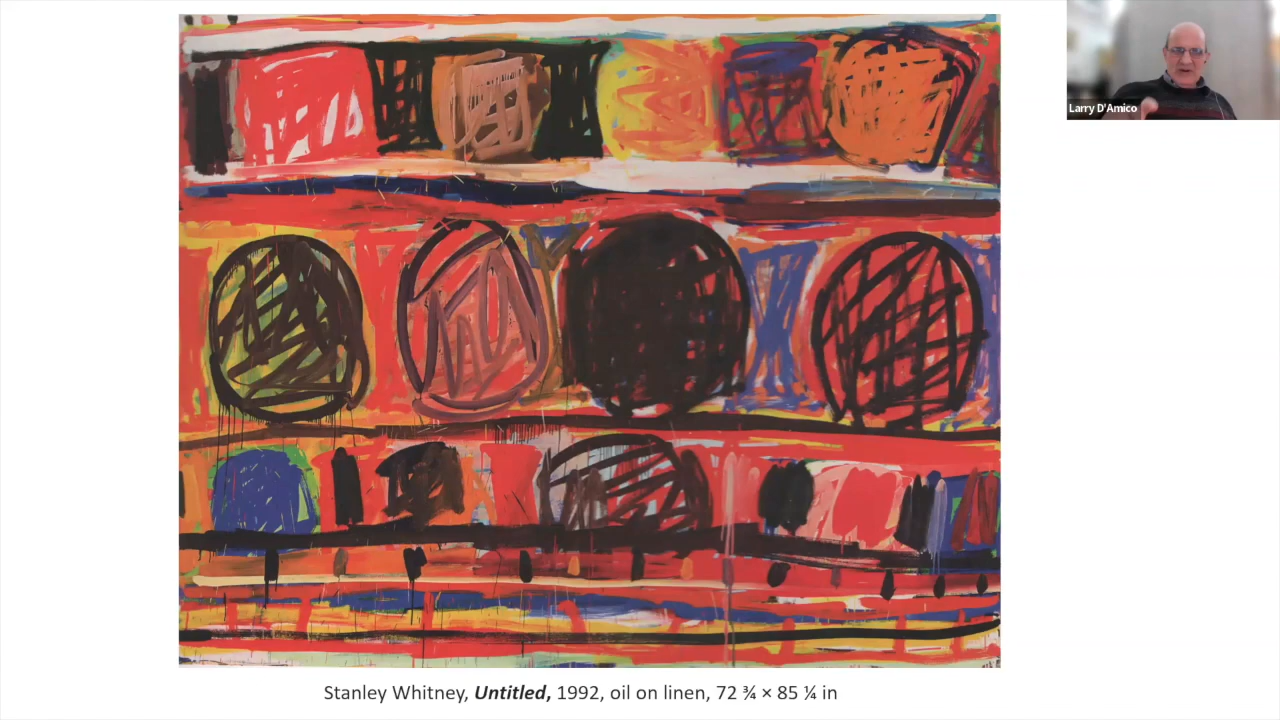 Larry D'Amico
Stanley Whitney, Untitled, 1992, oil on linen, 72 ¾ × 85 ¼ in